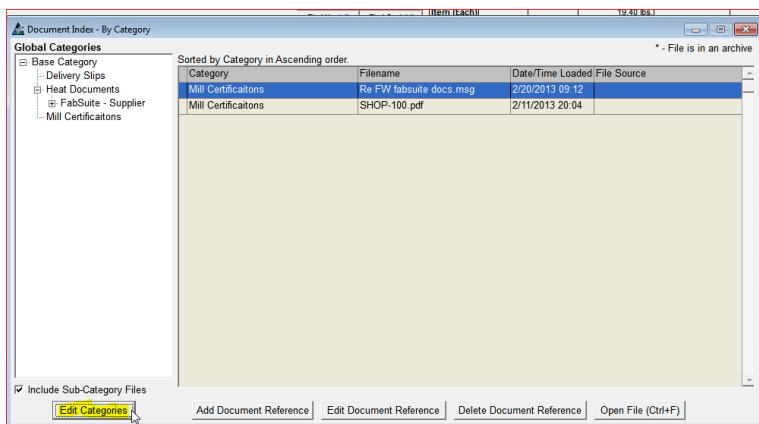 Item (Each) 19.40 lbs.
Document Index - By Category
Global Categories
* - File is in an archive
Base Category
Delivery Slips
Heat Documents
FabSuite - Supplier
Mill Certificaitons
Sorted by Category in Ascending order.
Category Filename Date/Time Loaded File Source
Mill Certificaitons Re FW fabsuite docs.msg 2/20/2013 09:12
Mill Certificaitons SHOP-100.pdf 2/11/2013 20:04
Include Sub-Category Files
Edit Categories Add Document Reference Edit Document Reference Delete Document Reference Open File (Ctrl+F)